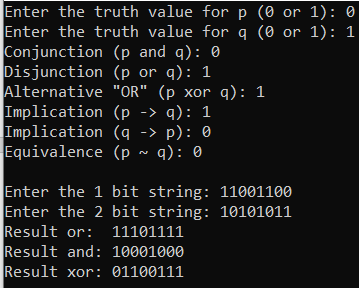 Enter the truth value for p (0 or 1): 0
Enter the truth value for q (0 or 1): 1
Conjunction (p and q): 0
Disjunction (p or q): 1
Alternative "OR" (p xor q): 1
Implication (p -> q): 1
Implication (q -> p): 0
Equivalence (p ~ q): 0

Enter the 1 bit string: 11001100
Enter the 2 bit string: 10101011
Result or:  11101111
Result and: 10001000
Result xor: 01100111